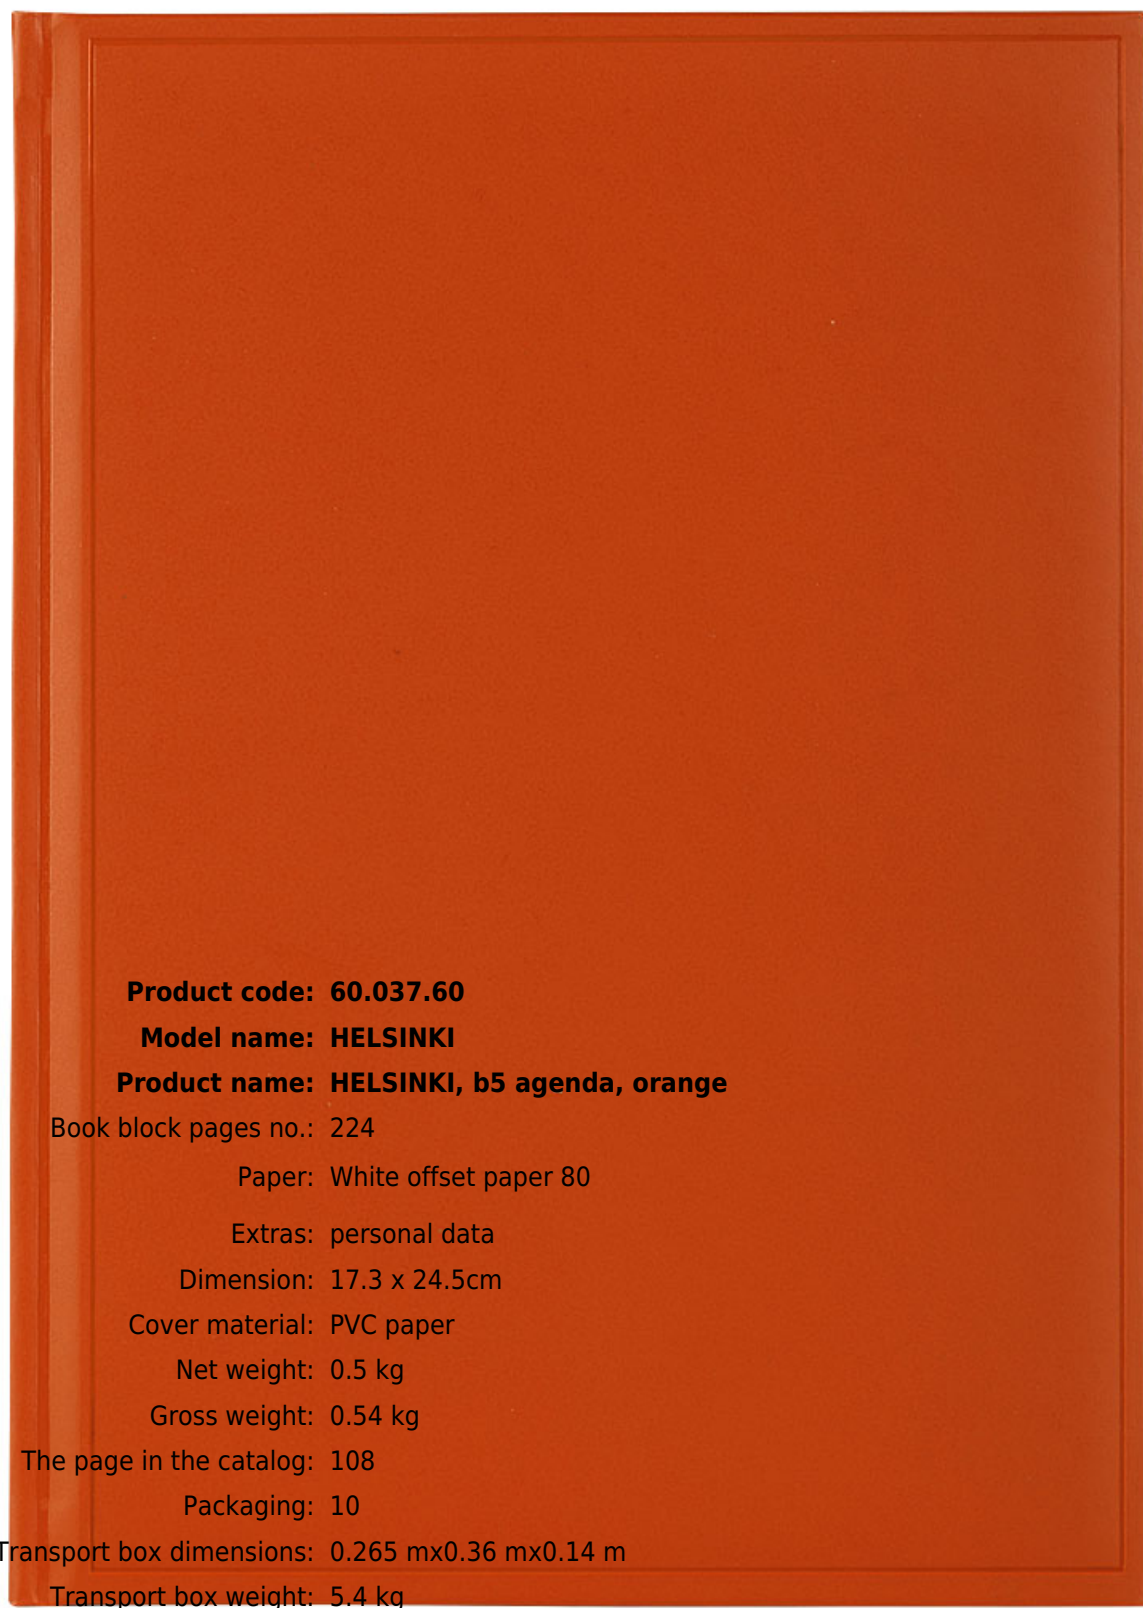 Product code: 60.037.60
Model name: HELSINKI
Product name: HELSINKI, b5 agenda, orange
Book block pages no.: 224
Paper: White offset paper 80
Extras: personal data
Dimension: 17.3 x 24.5cm
Cover material: PVC paper
Net weight: 0.5 kg
Gross weight: 0.54 kg
The page in the catalog: 108
Packaging: 10
Transport box dimensions: 0.265 mx0.36 mx0.14 m
Transport box weight: 5.4 kg